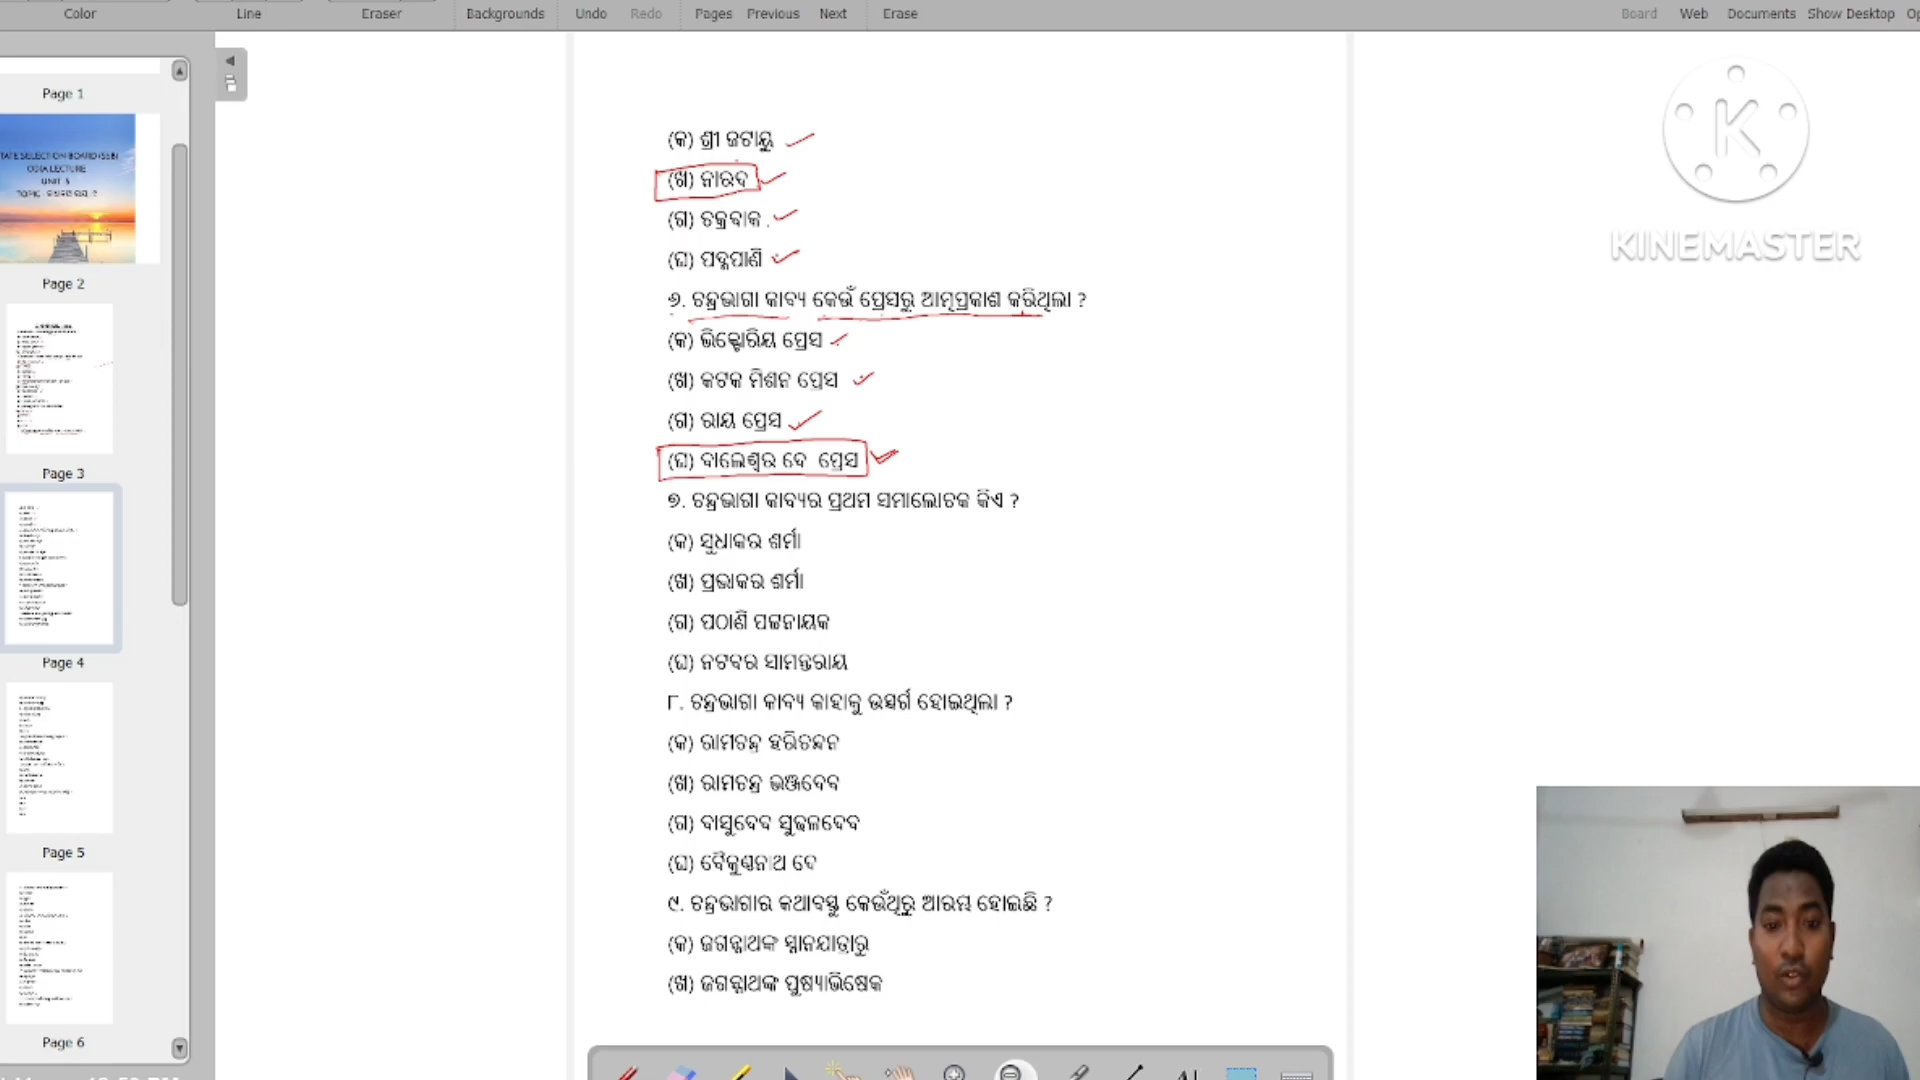 Color Line Eraser Backgrounds Undo Redo Pages Previous Next Erase Board Web Documents Show Desktop
Page 1
ODIA LECTURE
Page 2
Page 3
Page 4
Page 5
Page 6
KINEMASTER
(କ) ଶ୍ରୀ ଜଟାୟୁ
(ଖ) ନାରଦ
(ଗ) ଚକ୍ରବାକ
(ଘ) ପଦ୍ମପାଣି
୬. ଚନ୍ଦ୍ରଭାଗା କାବ୍ୟ କେଉଁ ପ୍ରେସରୁ ଆତ୍ମପ୍ରକାଶ କରିଥିଲା ?
(କ) ଭିକ୍ଟୋରିୟ ପ୍ରେସ
(ଖ) କଟକ ମିଶନ ପ୍ରେସ
(ଗ) ରାୟ ପ୍ରେସ
(ଘ) ବାଲେଶ୍ୱର ଦେ ପ୍ରେସ
୭. ଚନ୍ଦ୍ରଭାଗା କାବ୍ୟର ପ୍ରଥମ ସମାଲୋଚକ କିଏ ?
(କ) ସୁଧାକର ଶର୍ମା
(ଖ) ପ୍ରଭାକର ଶର୍ମା
(ଗ) ପଠାଣି ପଟ୍ଟନାୟକ
(ଘ) ନଟବର ସାମନ୍ତରାୟ
୮. ଚନ୍ଦ୍ରଭାଗା କାବ୍ୟ କାହାକୁ ଉତ୍ସର୍ଗ ହୋଇଥିଲା ?
(କ) ରାମଚନ୍ଦ୍ର ହରିଚନ୍ଦନ
(ଖ) ରାମଚନ୍ଦ୍ର ଭଞ୍ଜଦେବ
(ଗ) ବାସୁଦେବ ସୁଢଳଦେବ
(ଘ) ବୈକୁଣ୍ଠନାଥ ଦେ
୯. ଚନ୍ଦ୍ରଭାଗାର କଥାବସ୍ତୁ କେଉଁଥିରୁ ଆରମ୍ଭ ହୋଇଛି ?
(କ) ଜଗନ୍ନାଥଙ୍କ ସ୍ନାନଯାତ୍ରାରୁ
(ଖ) ଜଗନ୍ନାଥଙ୍କ ପୁଷ୍ୟାଭିଷେକ